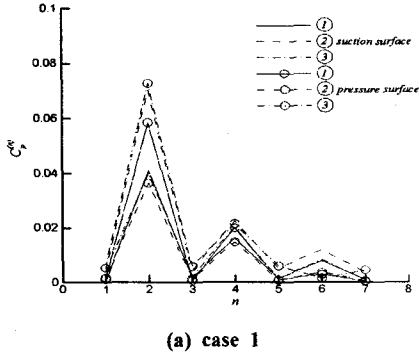 0.1
0.08
0.06
0.04
0.02
0
C_p^(n)
0 1 2 3 4 5 6 7 8
n
①
② suction surface
③
①
② pressure surface
③
(a) case 1